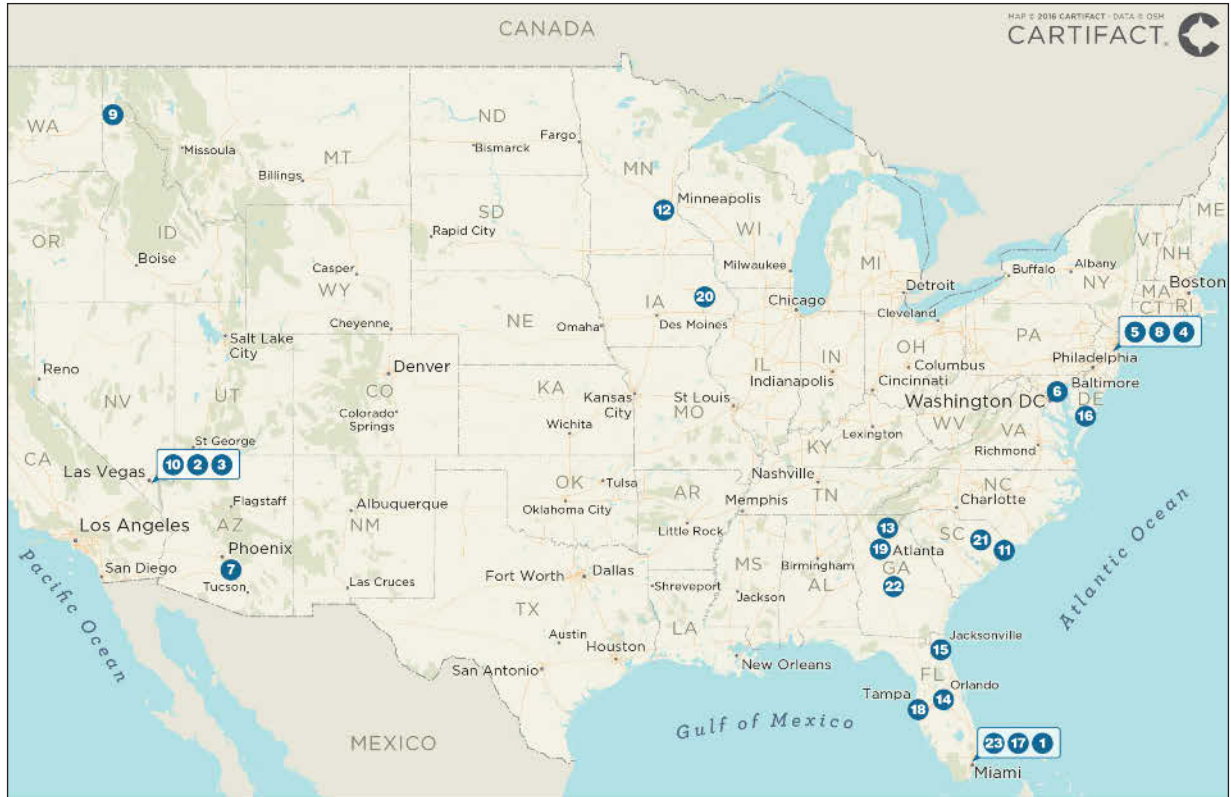 MAP © 2016 CARTIFACT · DATA © OSM
CARTIFACT.
CANADA
WA
9
Missoula
MT
Billings
ND
Bismarck
Fargo
MN
Minneapolis
12
ME
VT
NH
OR
ID
Boise
SD
Rapid City
WI
Milwaukee
MI
Detroit
Buffalo
Albany
NY
MA
Boston
CT
RI
Casper
WY
Cheyenne
IA
20
Des Moines
Chicago
Cleveland
PA
5 8 4
Philadelphia
Salt Lake
City
NE
Omaha
Reno
NV
UT
Denver
CO
Colorado
Springs
KA
Kansas
City
Wichita
St Louis
MO
IL
IN
Indianapolis
OH
Columbus
Cincinnati
Baltimore
Washington DC
6
DE
16
WV
VA
Richmond
KY
Lexington
CA
St George
Las Vegas
10 2 3
Flagstaff
AZ
Albuquerque
NM
OK
Tulsa
Oklahoma City
AR
Little Rock
Nashville
TN
Memphis
NC
Charlotte
Los Angeles
San Diego
Phoenix
7
Tucson
Las Cruces
Fort Worth
Dallas
Shreveport
MS
Jackson
Birmingham
AL
13
19
Atlanta
GA
22
SC
21
11
Pacific Ocean
Atlantic Ocean
TX
Austin
Houston
San Antonio
LA
New Orleans
Jacksonville
15
FL
Orlando
14
Tampa
18
Gulf of Mexico
MEXICO
23 17 1
Miami